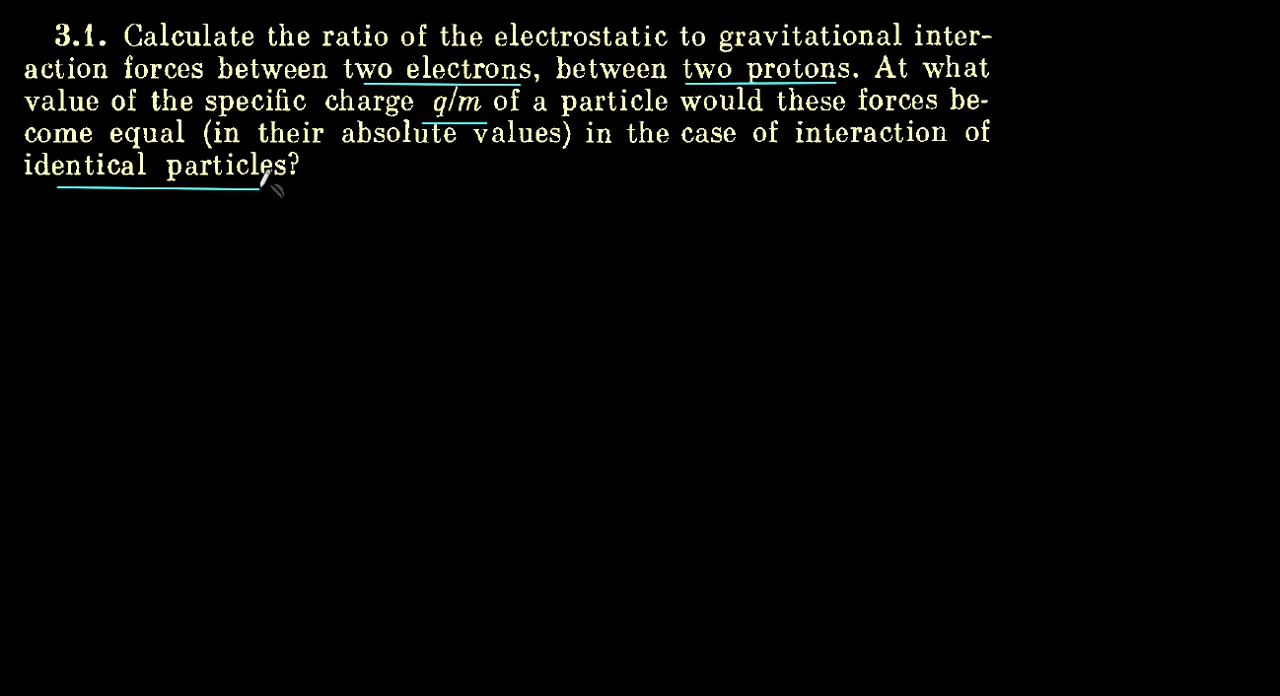 3.1. Calculate the ratio of the electrostatic to gravitational inter-
action forces between two electrons, between two protons. At what
value of the specific charge q/m of a particle would these forces be-
come equal (in their absolute values) in the case of interaction of
identical particles?